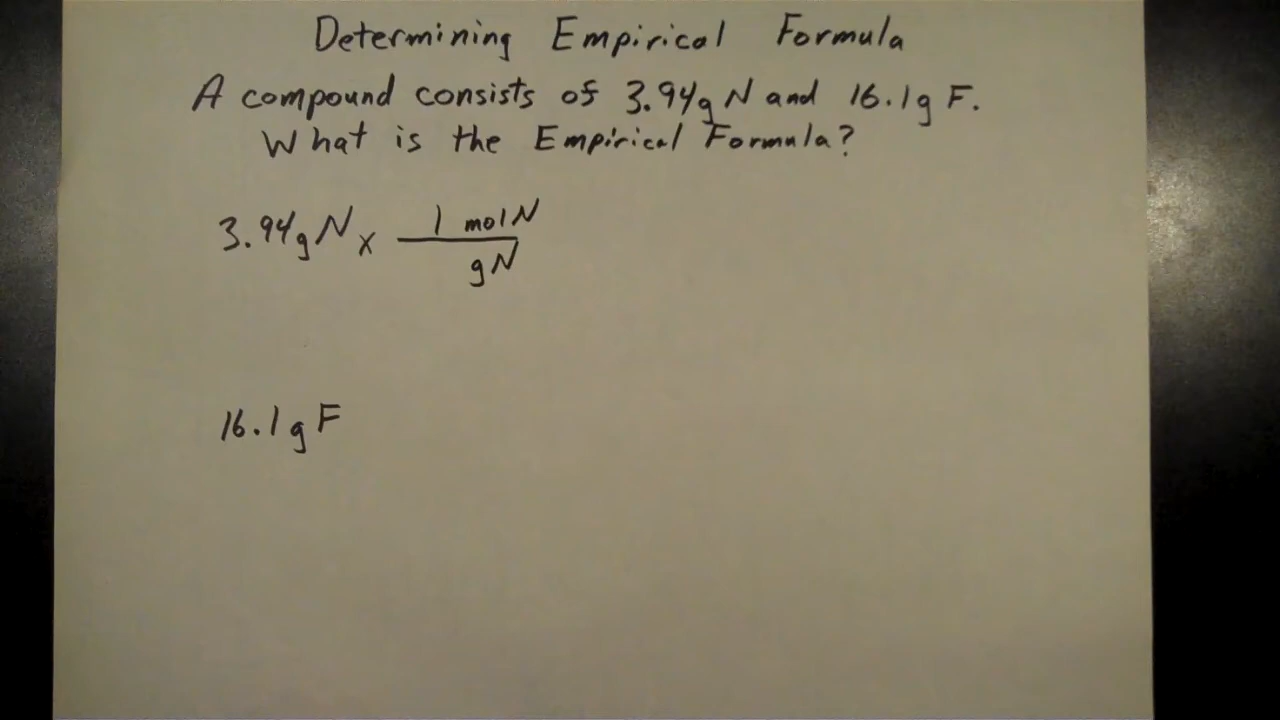 Determining Empirical Formula
A compound consists of 3.94g N and 16.1g F.
What is the Empirical Formula?
3.94g N x 1 mol N
g N
16.1g F